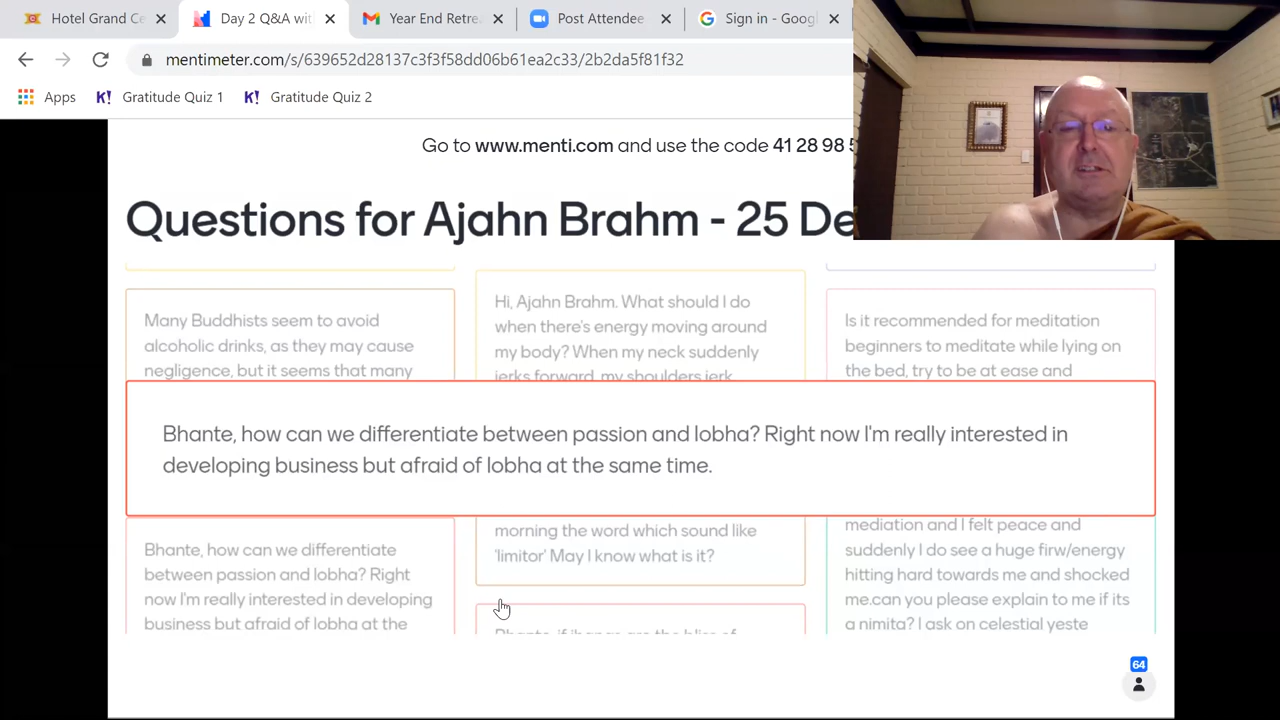 Hotel Grand Ce
Day 2 Q&A wit
Year End Retre
Post Attendee
Sign in - Googl
mentimeter.com/s/639652d28137c3f3f58dd06b61ea2c33/2b2da5f81f32
Apps
Gratitude Quiz 1
Gratitude Quiz 2
Go to www.menti.com and use the code 41 28 98 5
Questions for Ajahn Brahm - 25 De
Many Buddhists seem to avoid
alcoholic drinks, as they may cause
negligence, but it seems that many
Hi, Ajahn Brahm. What should I do
when there's energy moving around
my body? When my neck suddenly
jerks forward, my shoulders jerk
Is it recommended for meditation
beginners to meditate while lying on
the bed, try to be at ease and
Bhante, how can we differentiate between passion and lobha? Right now I'm really interested in
developing business but afraid of lobha at the same time.
Bhante, how can we differentiate
between passion and lobha? Right
now I'm really interested in developing
business but afraid of lobha at the
morning the word which sound like
'limitor' May I know what is it?
mediation and I felt peace and
suddenly I do see a huge firw/energy
hitting hard towards me and shocked
me.can you please explain to me if its
a nimita? I ask on celestial yeste
64